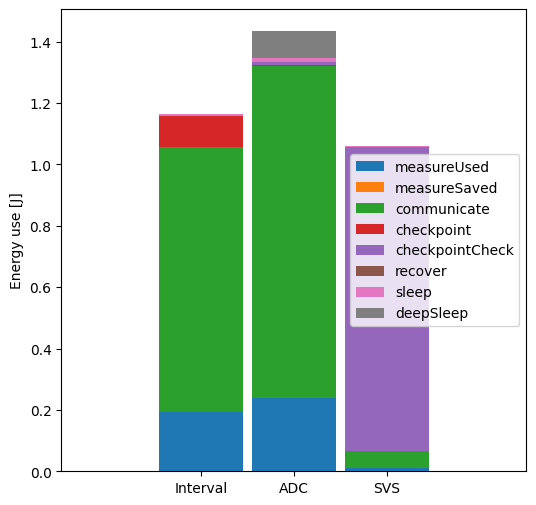 Energy use [J]
1.4
1.2
1.0
0.8
0.6
0.4
0.2
0.0
measureUsed
measureSaved
communicate
checkpoint
checkpointCheck
recover
sleep
deepSleep
Interval
ADC
SVS